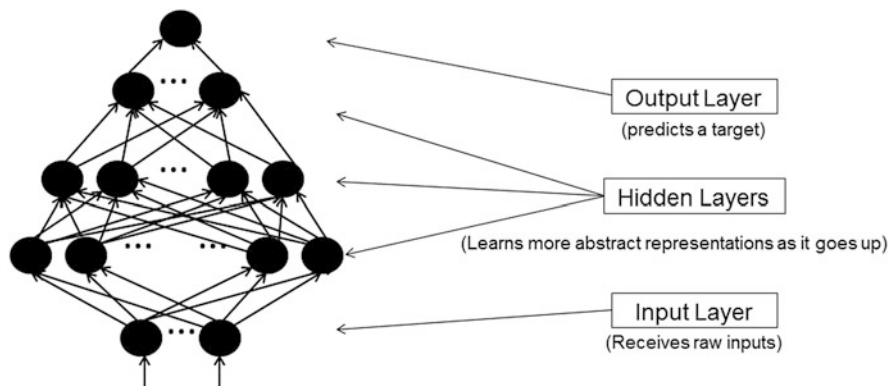 Output Layer
(predicts a target)
Hidden Layers
(Learns more abstract representations as it goes up)
Input Layer
(Receives raw inputs)